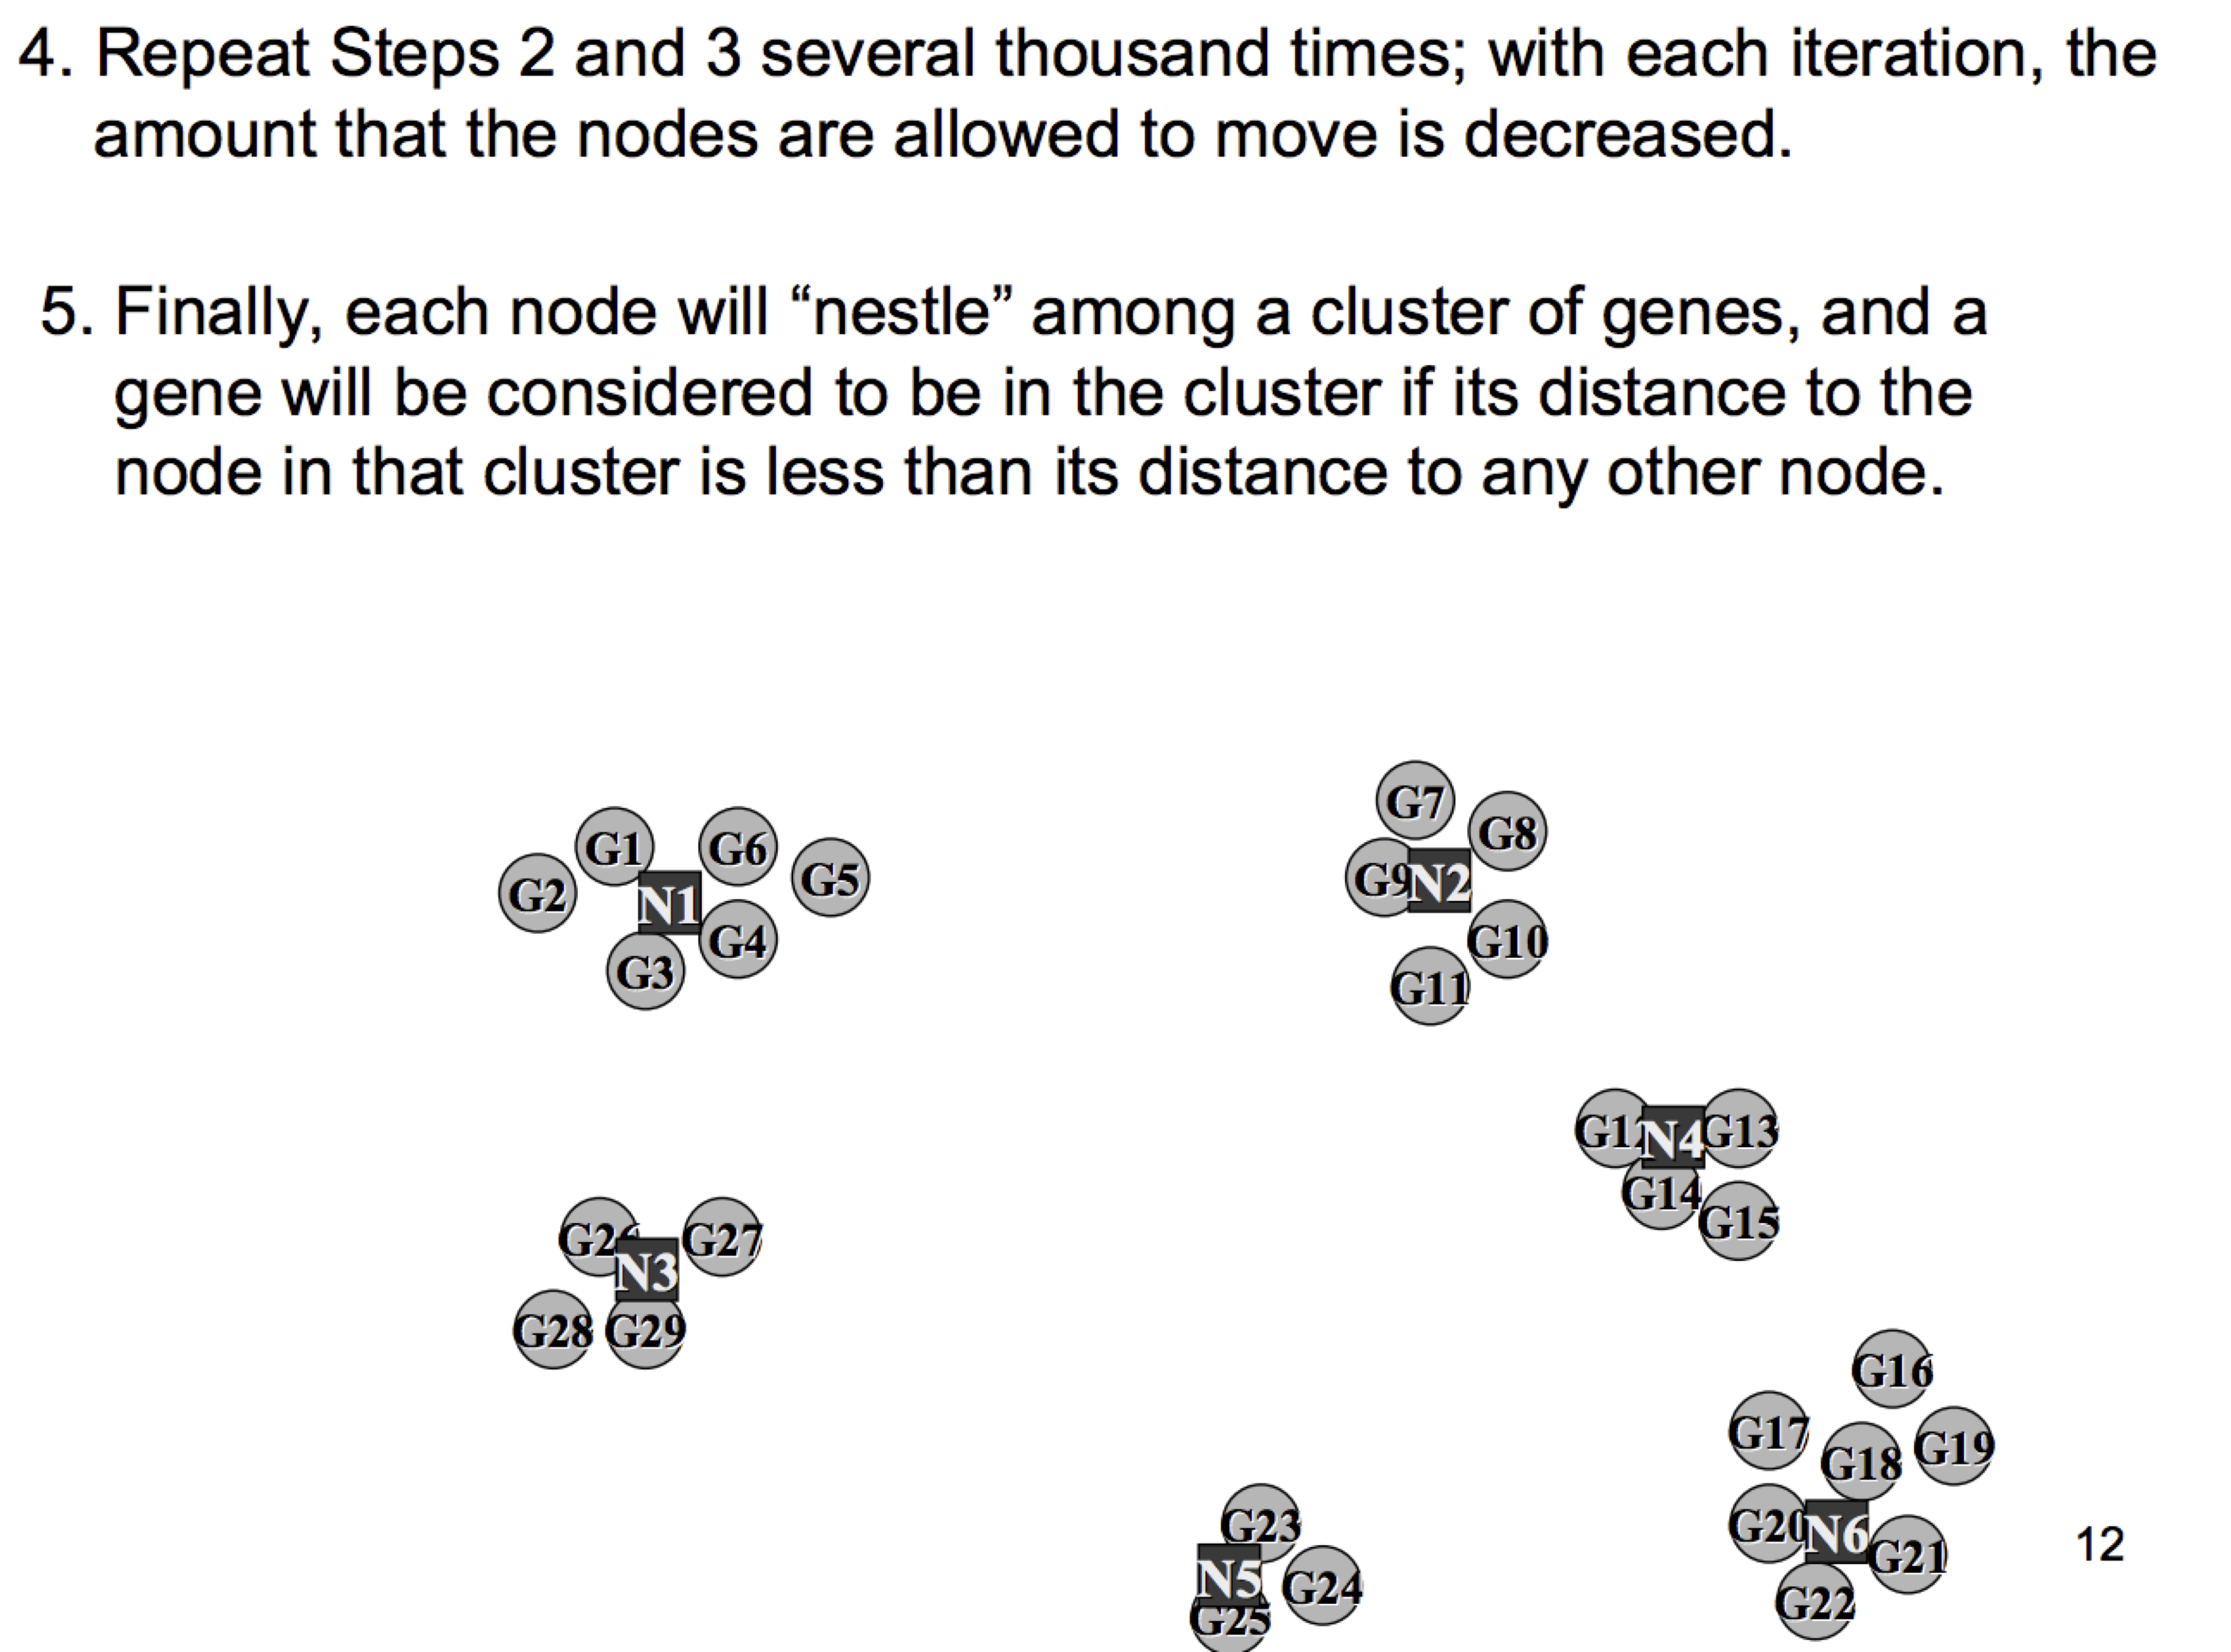 4. Repeat Steps 2 and 3 several thousand times; with each iteration, the
amount that the nodes are allowed to move is decreased.
5. Finally, each node will “nestle” among a cluster of genes, and a
gene will be considered to be in the cluster if its distance to the
node in that cluster is less than its distance to any other node.
G1
G6
G2
G5
N1
G4
G3
G7
G8
G9
N2
G10
G11
N4
G13
G14
G15
G26
G27
N3
G28
G29
G16
G17
G18
G19
G20
N6
G21
G22
G23
N5
G24
G25
12